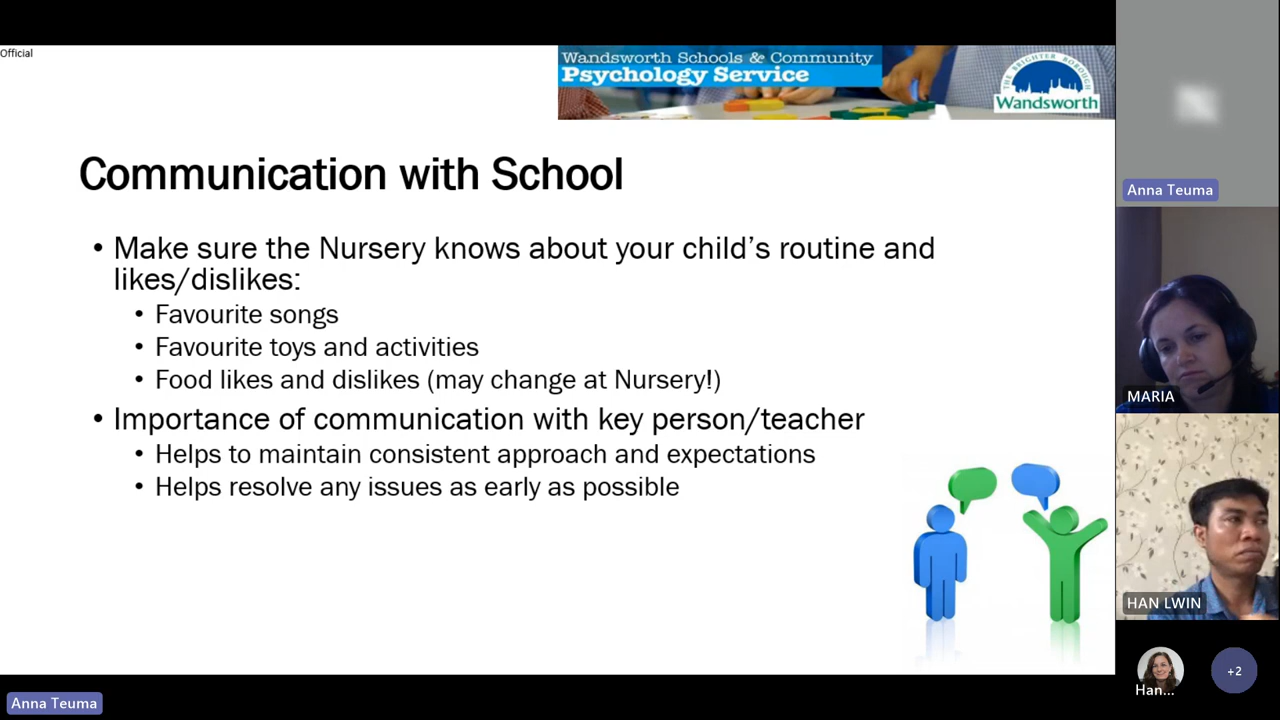 Official
Wandsworth Schools & Community
Psychology Service
THE BRIGHTER BOROUGH
Wandsworth
Communication with School
• Make sure the Nursery knows about your child’s routine and
likes/dislikes:
• Favourite songs
• Favourite toys and activities
• Food likes and dislikes (may change at Nursery!)
• Importance of communication with key person/teacher
• Helps to maintain consistent approach and expectations
• Helps resolve any issues as early as possible
Anna Teuma
MARIA
HAN LWIN
Han...
+2
Anna Teuma